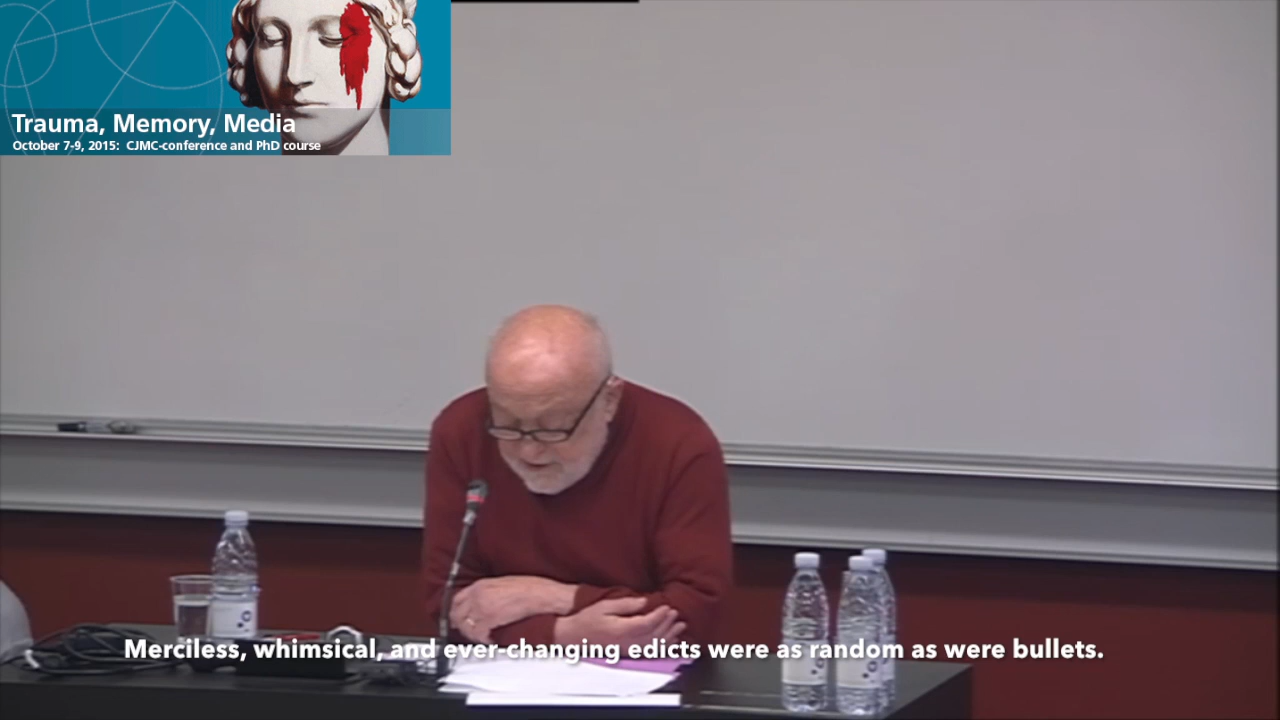 Trauma, Memory, Media
October 7-9, 2015: CJMC-conference and PhD course
Merciless, whimsical, and ever-changing edicts were as random as were bullets.